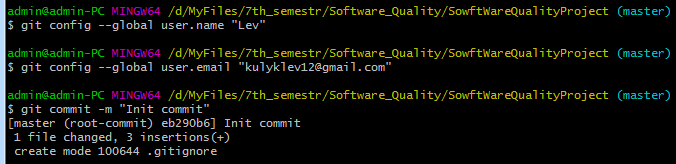 admin@admin-PC MINGW64 /d/MyFiles/7th_semestr/Software_Quality/SowftWareQualityProject (master)
$ git config --global user.name "Lev"
admin@admin-PC MINGW64 /d/MyFiles/7th_semestr/Software_Quality/SowftWareQualityProject (master)
$ git config --global user.email "kulyklev12@gmail.com"
admin@admin-PC MINGW64 /d/MyFiles/7th_semestr/Software_Quality/SowftWareQualityProject (master)
$ git commit -m "Init commit"
[master (root-commit) eb290b6] Init commit
1 file changed, 3 insertions(+)
create mode 100644 .gitignore